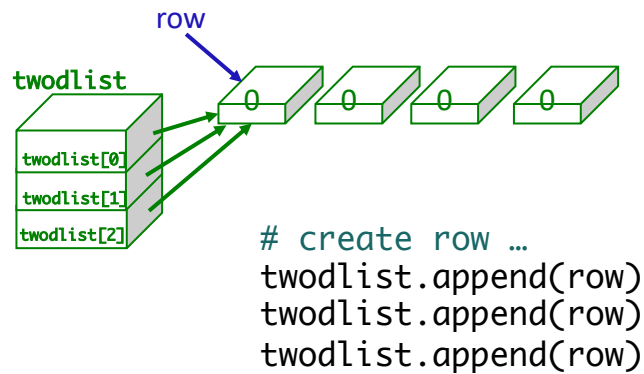 row
twodlist
0 0 0 0
twodlist[0]
twodlist[1]
twodlist[2]
# create row …
twodlist.append(row)
twodlist.append(row)
twodlist.append(row)